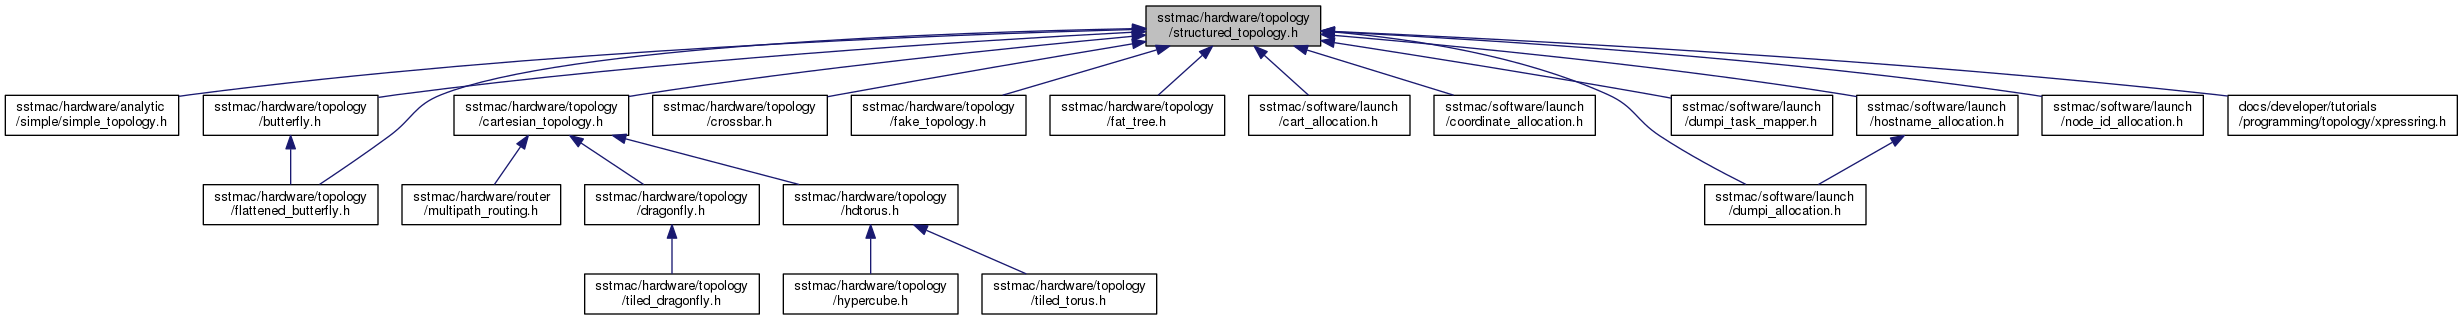 sstmac/hardware/topology
/structured_topology.h
sstmac/hardware/analytic
/simple/simple_topology.h
sstmac/hardware/topology
/butterfly.h
sstmac/hardware/topology
/cartesian_topology.h
sstmac/hardware/topology
/crossbar.h
sstmac/hardware/topology
/fake_topology.h
sstmac/hardware/topology
/fat_tree.h
sstmac/software/launch
/cart_allocation.h
sstmac/software/launch
/coordinate_allocation.h
sstmac/software/launch
/dumpi_task_mapper.h
sstmac/software/launch
/hostname_allocation.h
sstmac/software/launch
/node_id_allocation.h
docs/developer/tutorials
/programming/topology/xpressring.h
sstmac/hardware/topology
/flattened_butterfly.h
sstmac/hardware/router
/multipath_routing.h
sstmac/hardware/topology
/dragonfly.h
sstmac/hardware/topology
/hdtorus.h
sstmac/software/launch
/dumpi_allocation.h
sstmac/hardware/topology
/tiled_dragonfly.h
sstmac/hardware/topology
/hypercube.h
sstmac/hardware/topology
/tiled_torus.h